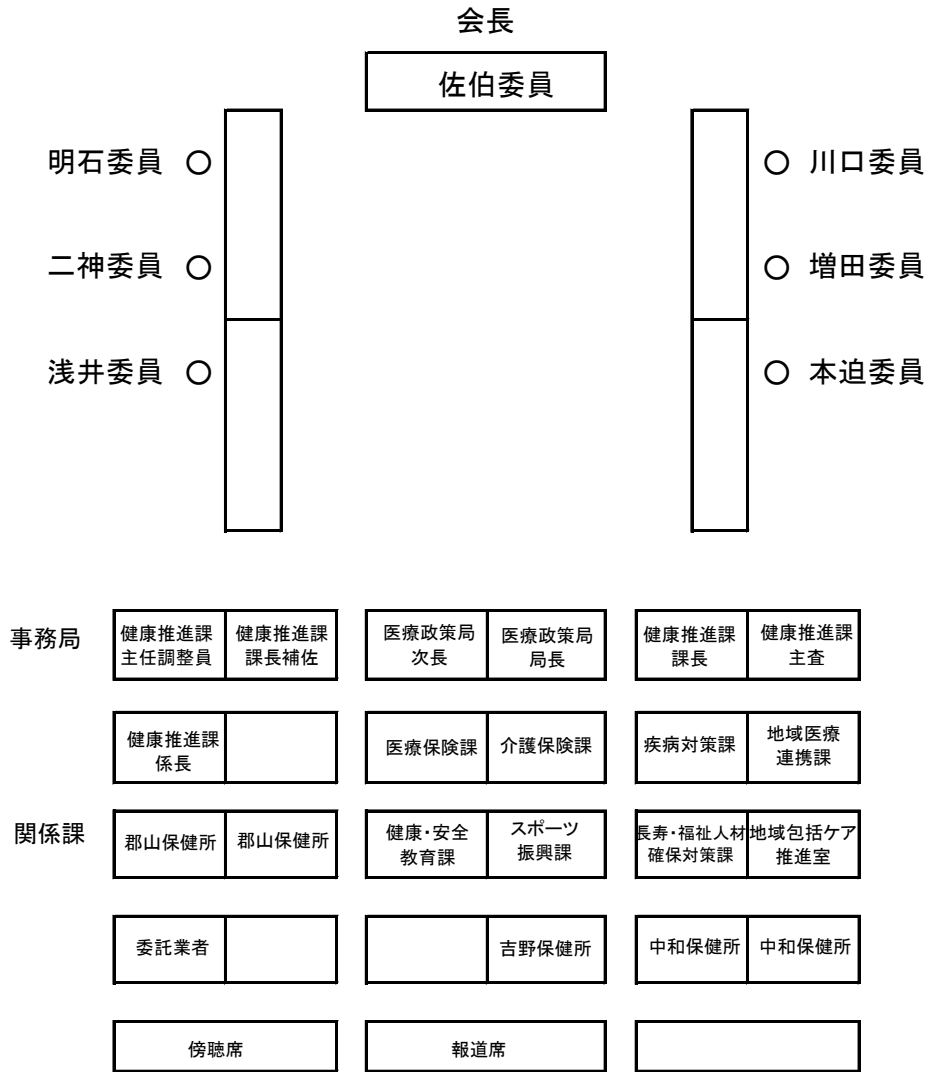 会長
佐伯委員
明石委員 ○ ○ 川口委員
二神委員 ○ ○ 増田委員
浅井委員 ○ ○ 本迫委員
事務局
健康推進課
主任調整員
健康推進課
課長補佐
医療政策局
次長
医療政策局
局長
健康推進課
課長
健康推進課
主査
健康推進課
係長
医療保険課
介護保険課
疾病対策課
地域医療
連携課
関係課
郡山保健所
郡山保健所
健康・安全
教育課
スポーツ
振興課
長寿・福祉人材
確保対策課
地域包括ケア
推進室
委託業者
吉野保健所
中和保健所
中和保健所
傍聴席
報道席